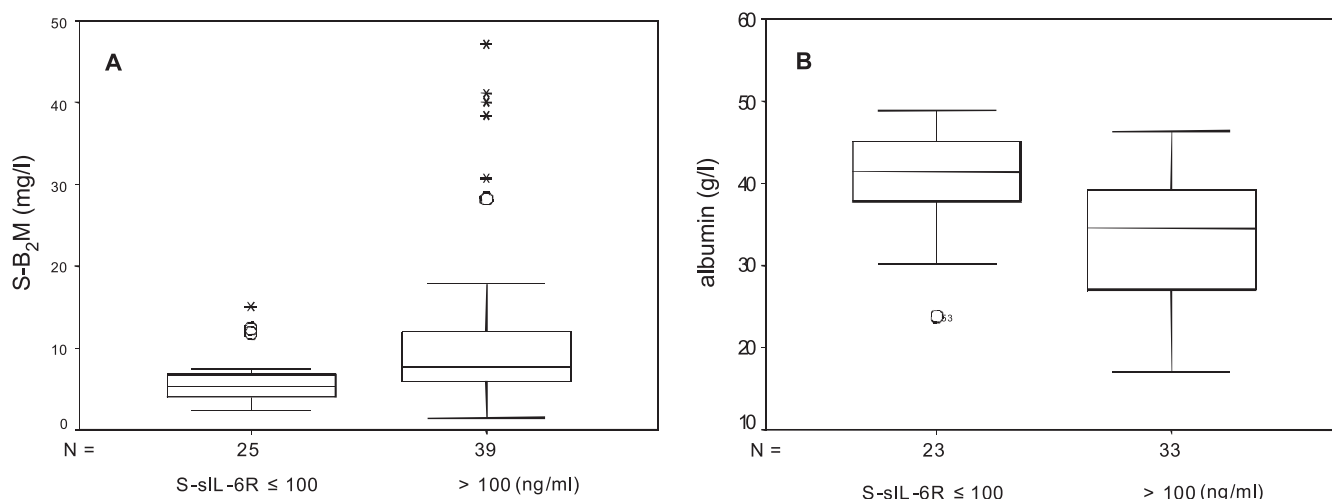 A
50
40
30
20
10
0
S-B₂M (mg/l)
N = 25 39
S-sIL-6R ≤ 100 > 100 (ng/ml)
B
60
50
40
30
20
10
albumin (g/l)
53
N = 23 33
S-sIL-6R ≤ 100 > 100 (ng/ml)